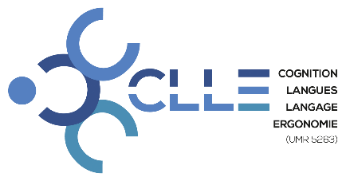 CLLE
COGNITION
LANGUES
LANGAGE
ERGONOMIE
(UMR 5263)